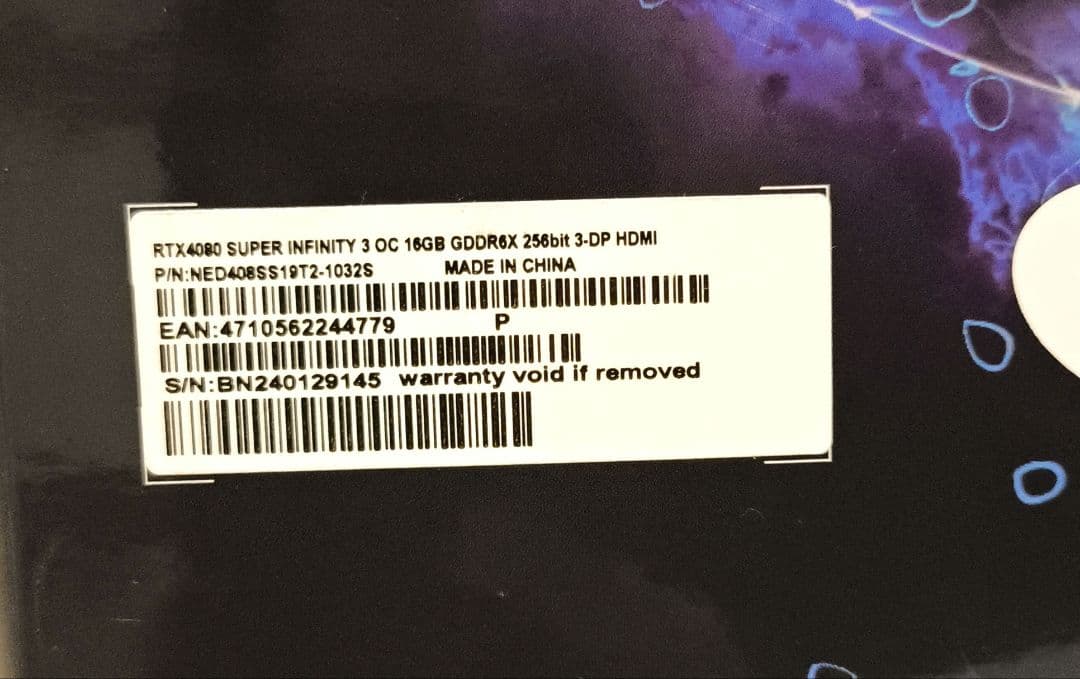 RTX4080 SUPER INFINITY 3 OC 16GB GDDR6X 256bit 3-DP HDMI
P/N:NED408SS19T2-1032S MADE IN CHINA
EAN:4710562244779 P
S/N:BN240129145 warranty void if removed